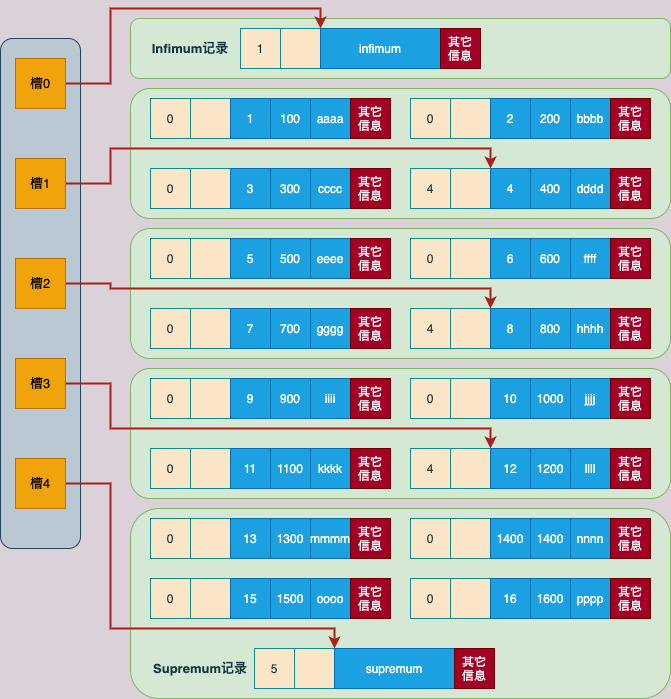 Infimum记录 1 infimum 其它信息
槽0
0 1 100 aaaa 其它信息 0 2 200 bbbb 其它信息
槽1
0 3 300 cccc 其它信息 4 4 400 dddd 其它信息
0 5 500 eeee 其它信息 0 6 600 ffff 其它信息
槽2
0 7 700 gggg 其它信息 4 8 800 hhhh 其它信息
槽3
0 9 900 iiii 其它信息 0 10 1000 jjjj 其它信息
0 11 1100 kkkk 其它信息 4 12 1200 llll 其它信息
槽4
0 13 1300 mmmm 其它信息 0 1400 1400 nnnn 其它信息
0 15 1500 oooo 其它信息 0 16 1600 pppp 其它信息
Supremum记录 5 supremum 其它信息